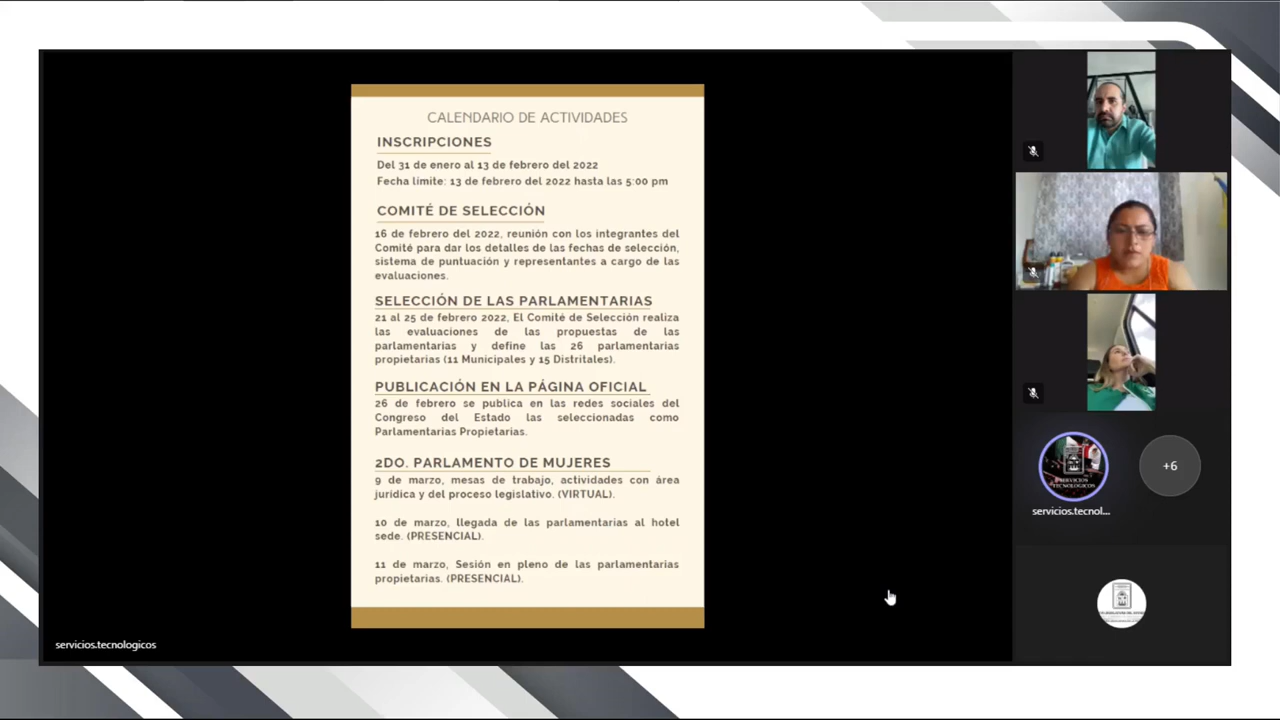 CALENDARIO DE ACTIVIDADES
INSCRIPCIONES
Del 31 de enero al 13 de febrero del 2022
Fecha límite: 13 de febrero del 2022 hasta las 5:00 pm
COMITÉ DE SELECCIÓN
16 de febrero del 2022, reunión con los integrantes del
Comité para dar los detalles de las fechas de selección,
sistema de puntuación y representantes a cargo de las
evaluaciones.
SELECCIÓN DE LAS PARLAMENTARIAS
21 al 25 de febrero 2022, El Comité de Selección realiza
las evaluaciones de las propuestas de las
parlamentarias y define las 26 parlamentarias
propietarias (11 Municipales y 15 Distritales).
PUBLICACIÓN EN LA PÁGINA OFICIAL
26 de febrero se publica en las redes sociales del
Congreso del Estado las seleccionadas como
Parlamentarias Propietarias.
2DO. PARLAMENTO DE MUJERES
9 de marzo, mesas de trabajo, actividades con área
jurídica y del proceso legislativo. (VIRTUAL).
10 de marzo, llegada de las parlamentarias al hotel
sede. (PRESENCIAL).
11 de marzo, Sesión en pleno de las parlamentarias
propietarias. (PRESENCIAL).
servicios.tecnologicos
SERVICIOS
TECNOLOGICOS
+6
servicios.tecnol...